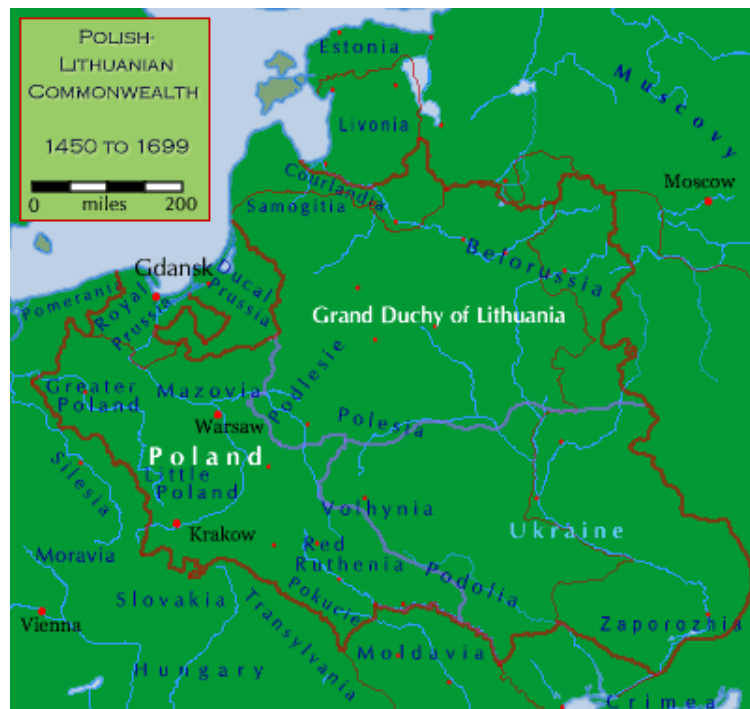 POLISH-
LITHUANIAN
COMMONWEALTH
1450 TO 1699
0 miles 200
Estonia
Muscovy
Livonia
Courlandia
Moscow
Samogitia
Belorussia
Gdansk
Ducal
Prussia
Pomerania
Royal
Prussia
Grand Duchy of Lithuania
Podlesie
Greater
Poland
Mazovia
Warsaw
Polesia
Poland
Silesia
Little
Poland
Volhynia
Krakow
Ukraine
Red
Ruthenia
Moravia
Podolia
Pokucie
Slovakia
Transylvania
Vienna
Zaporoznia
Moldavia
Hungary
Crimea